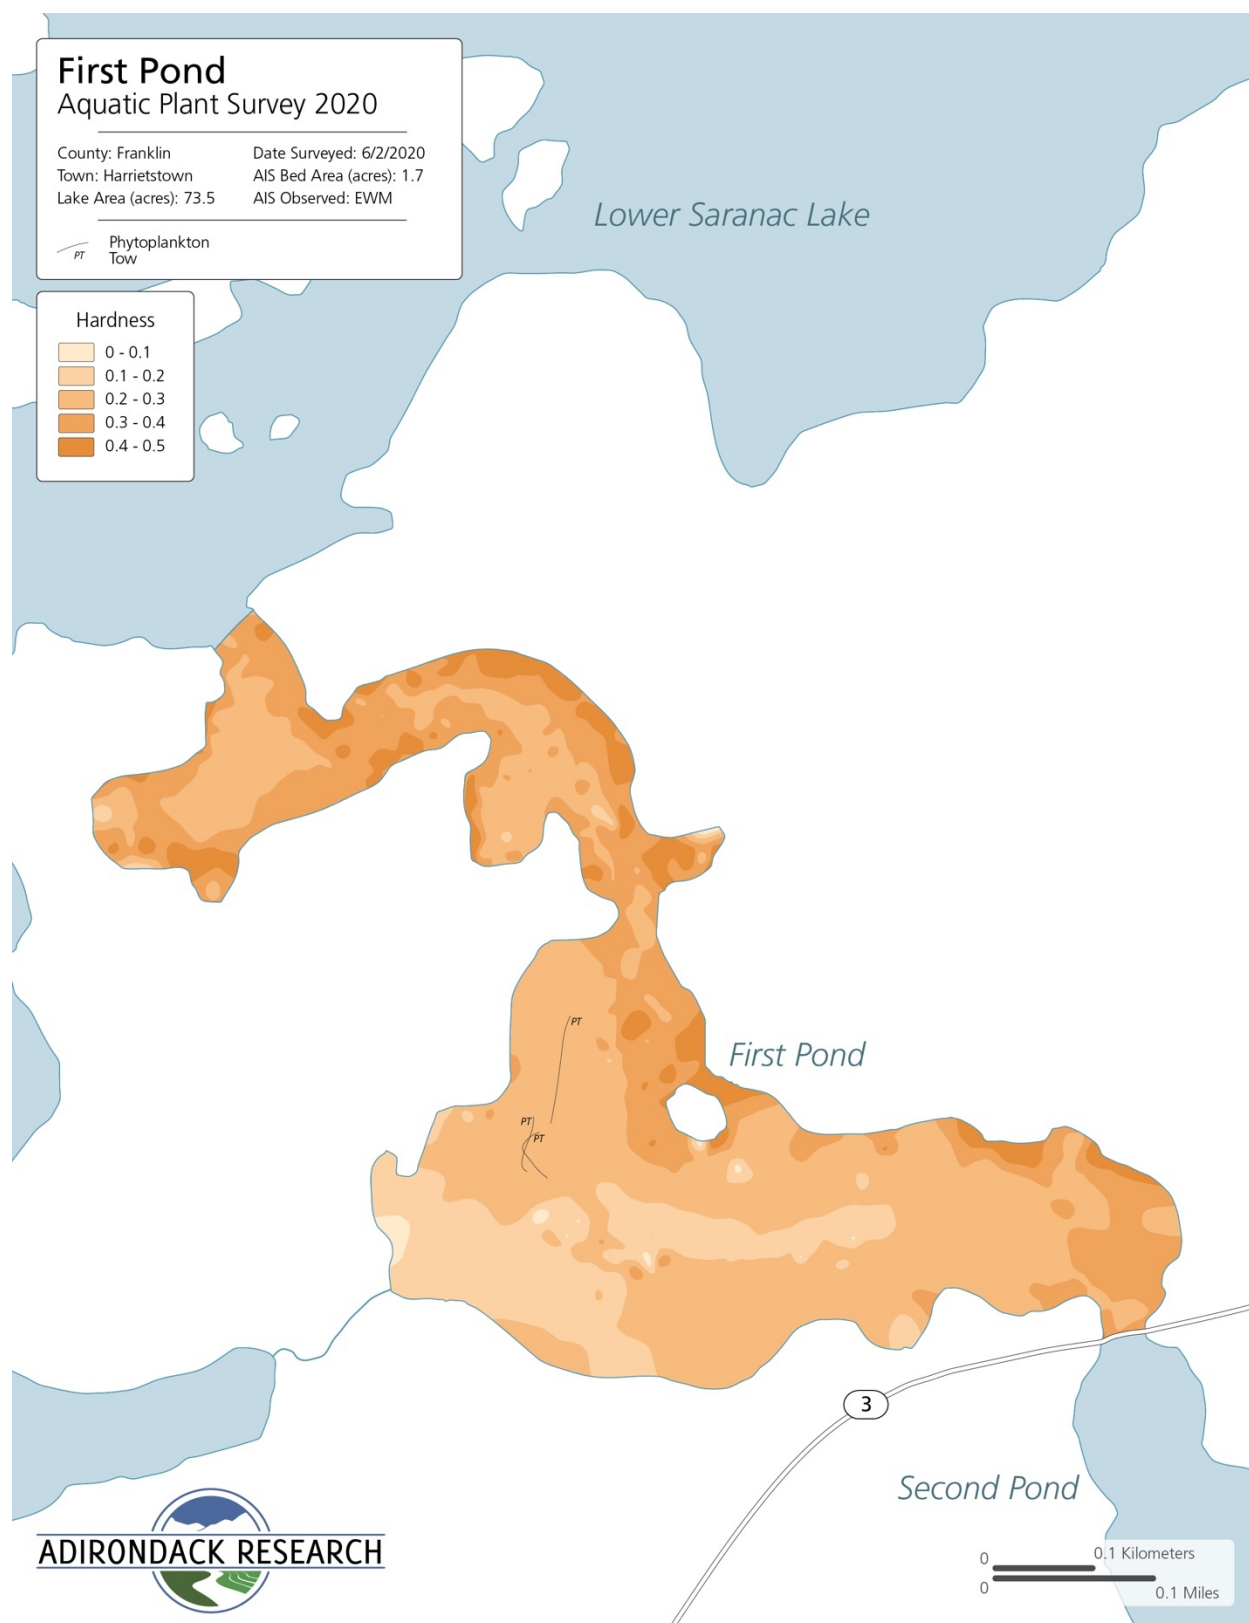 First Pond
Aquatic Plant Survey 2020
County: Franklin
Date Surveyed: 6/2/2020
Town: Harrietstown
AIS Bed Area (acres): 1.7
Lake Area (acres): 73.5
AIS Observed: EWM
PT
Phytoplankton
Tow
Lower Saranac Lake
Hardness
0 - 0.1
0.1 - 0.2
0.2 - 0.3
0.3 - 0.4
0.4 - 0.5
PT
First Pond
PT
PT
3
Second Pond
ADIRONDACK RESEARCH
0
0.1 Kilometers
0
0.1 Miles